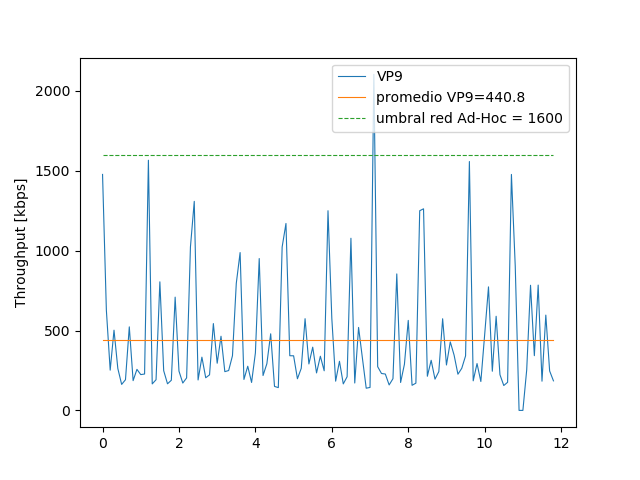 VP9
promedio VP9=440.8
umbral red Ad-Hoc = 1600
Throughput [kbps]
2000
1500
1000
500
0
0 2 4 6 8 10 12